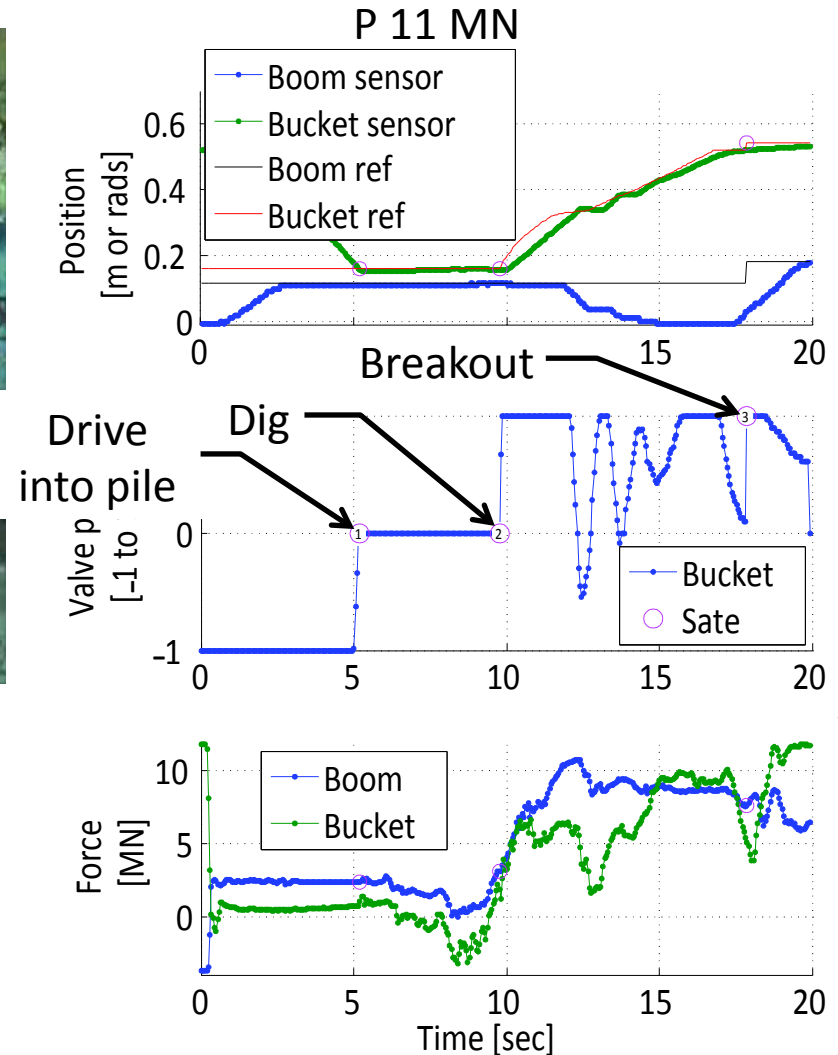 P 11 MN
Boom sensor
Bucket sensor
Boom ref
Bucket ref
Position
[m or rads]
0.6
0.4
0.2
0
0
15
20
Breakout
Dig
Drive
into pile
Valve p
[-1 to
0
-1
1
2
3
Bucket
Sate
0
5
10
15
20
Boom
Bucket
Force
[MN]
10
5
0
0
5
10
15
20
Time [sec]